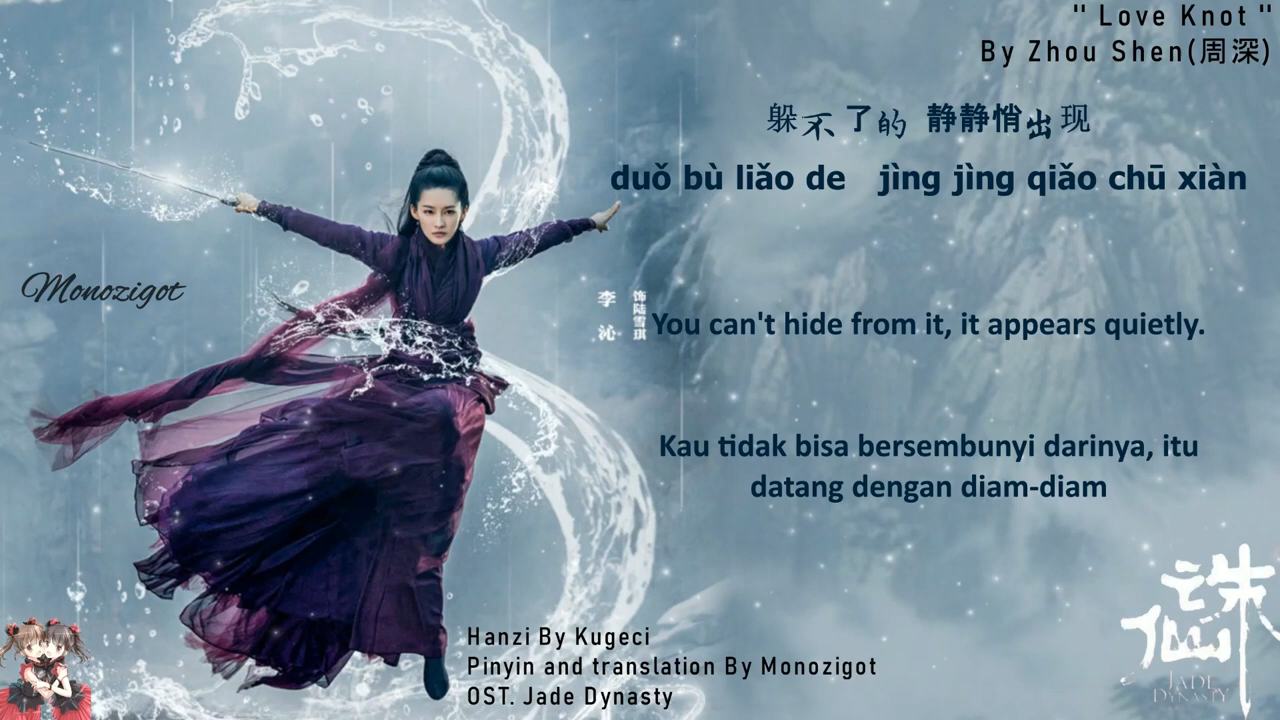 " Love Knot "
By Zhou Shen(周深)
躲不了的 静静悄出现
duǒ bù liǎo de jìng jìng qiǎo chū xiàn
Monozigot
李沁
饰陆雪琪
You can't hide from it, it appears quietly.
Kau tidak bisa bersembunyi darinya, itu
datang dengan diam-diam
诛仙
JADE
DYNASTY
Hanzi By Kugeci
Pinyin and translation By Monozigot
OST. Jade Dynasty